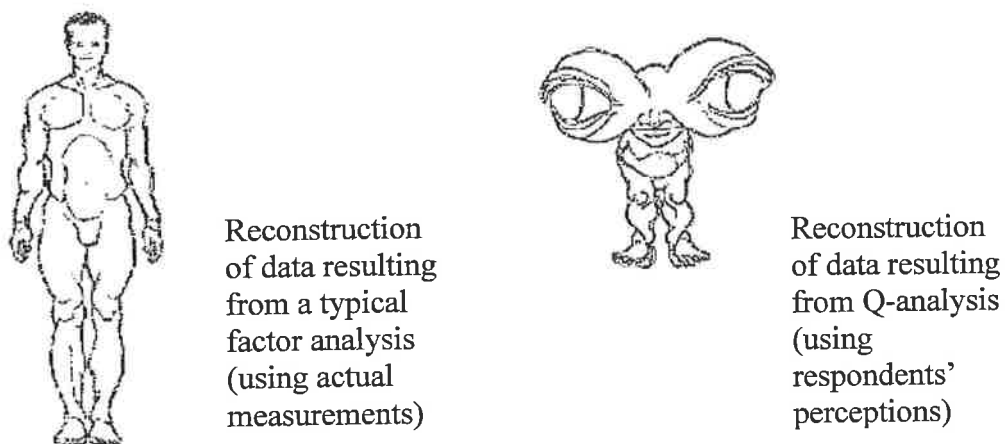 Reconstruction
of data resulting
from a typical
factor analysis
(using actual
measurements)
Reconstruction
of data resulting
from Q-analysis
(using
respondents’
perceptions)